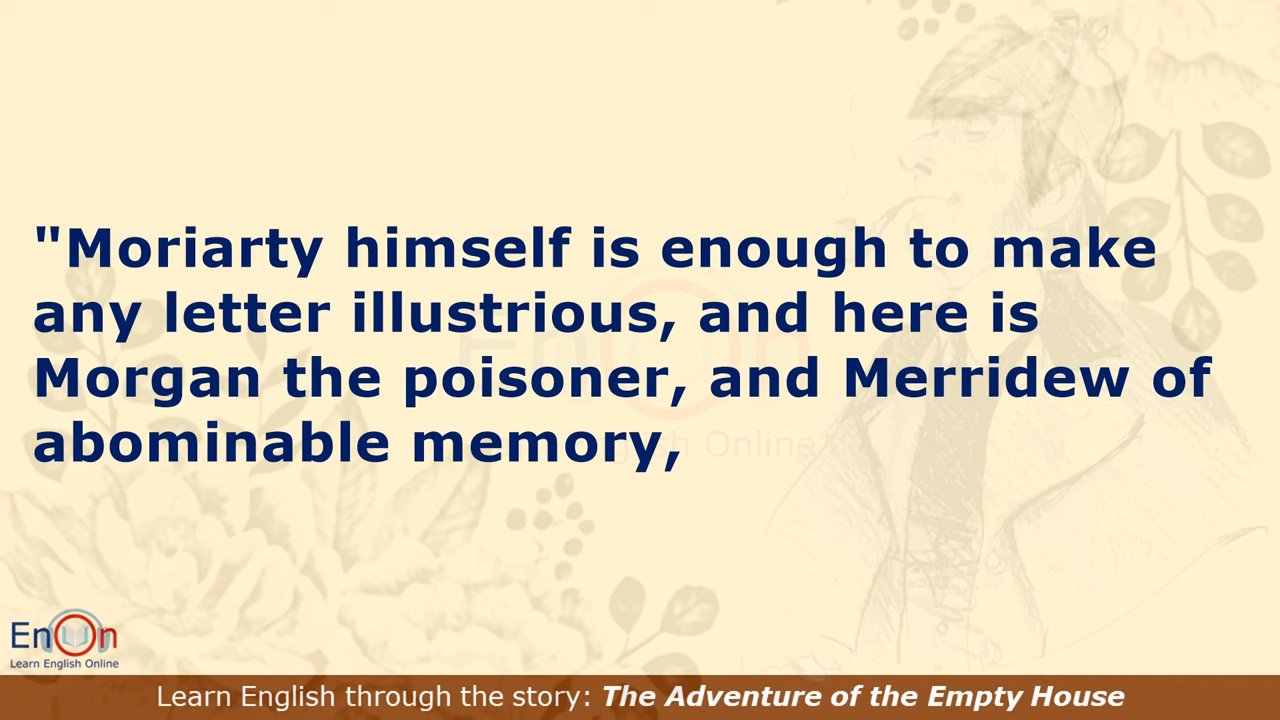 "Moriarty himself is enough to make
any letter illustrious, and here is
Morgan the poisoner, and Merridew of
abominable memory,
EnOn
Learn English Online
Learn English through the story: The Adventure of the Empty House